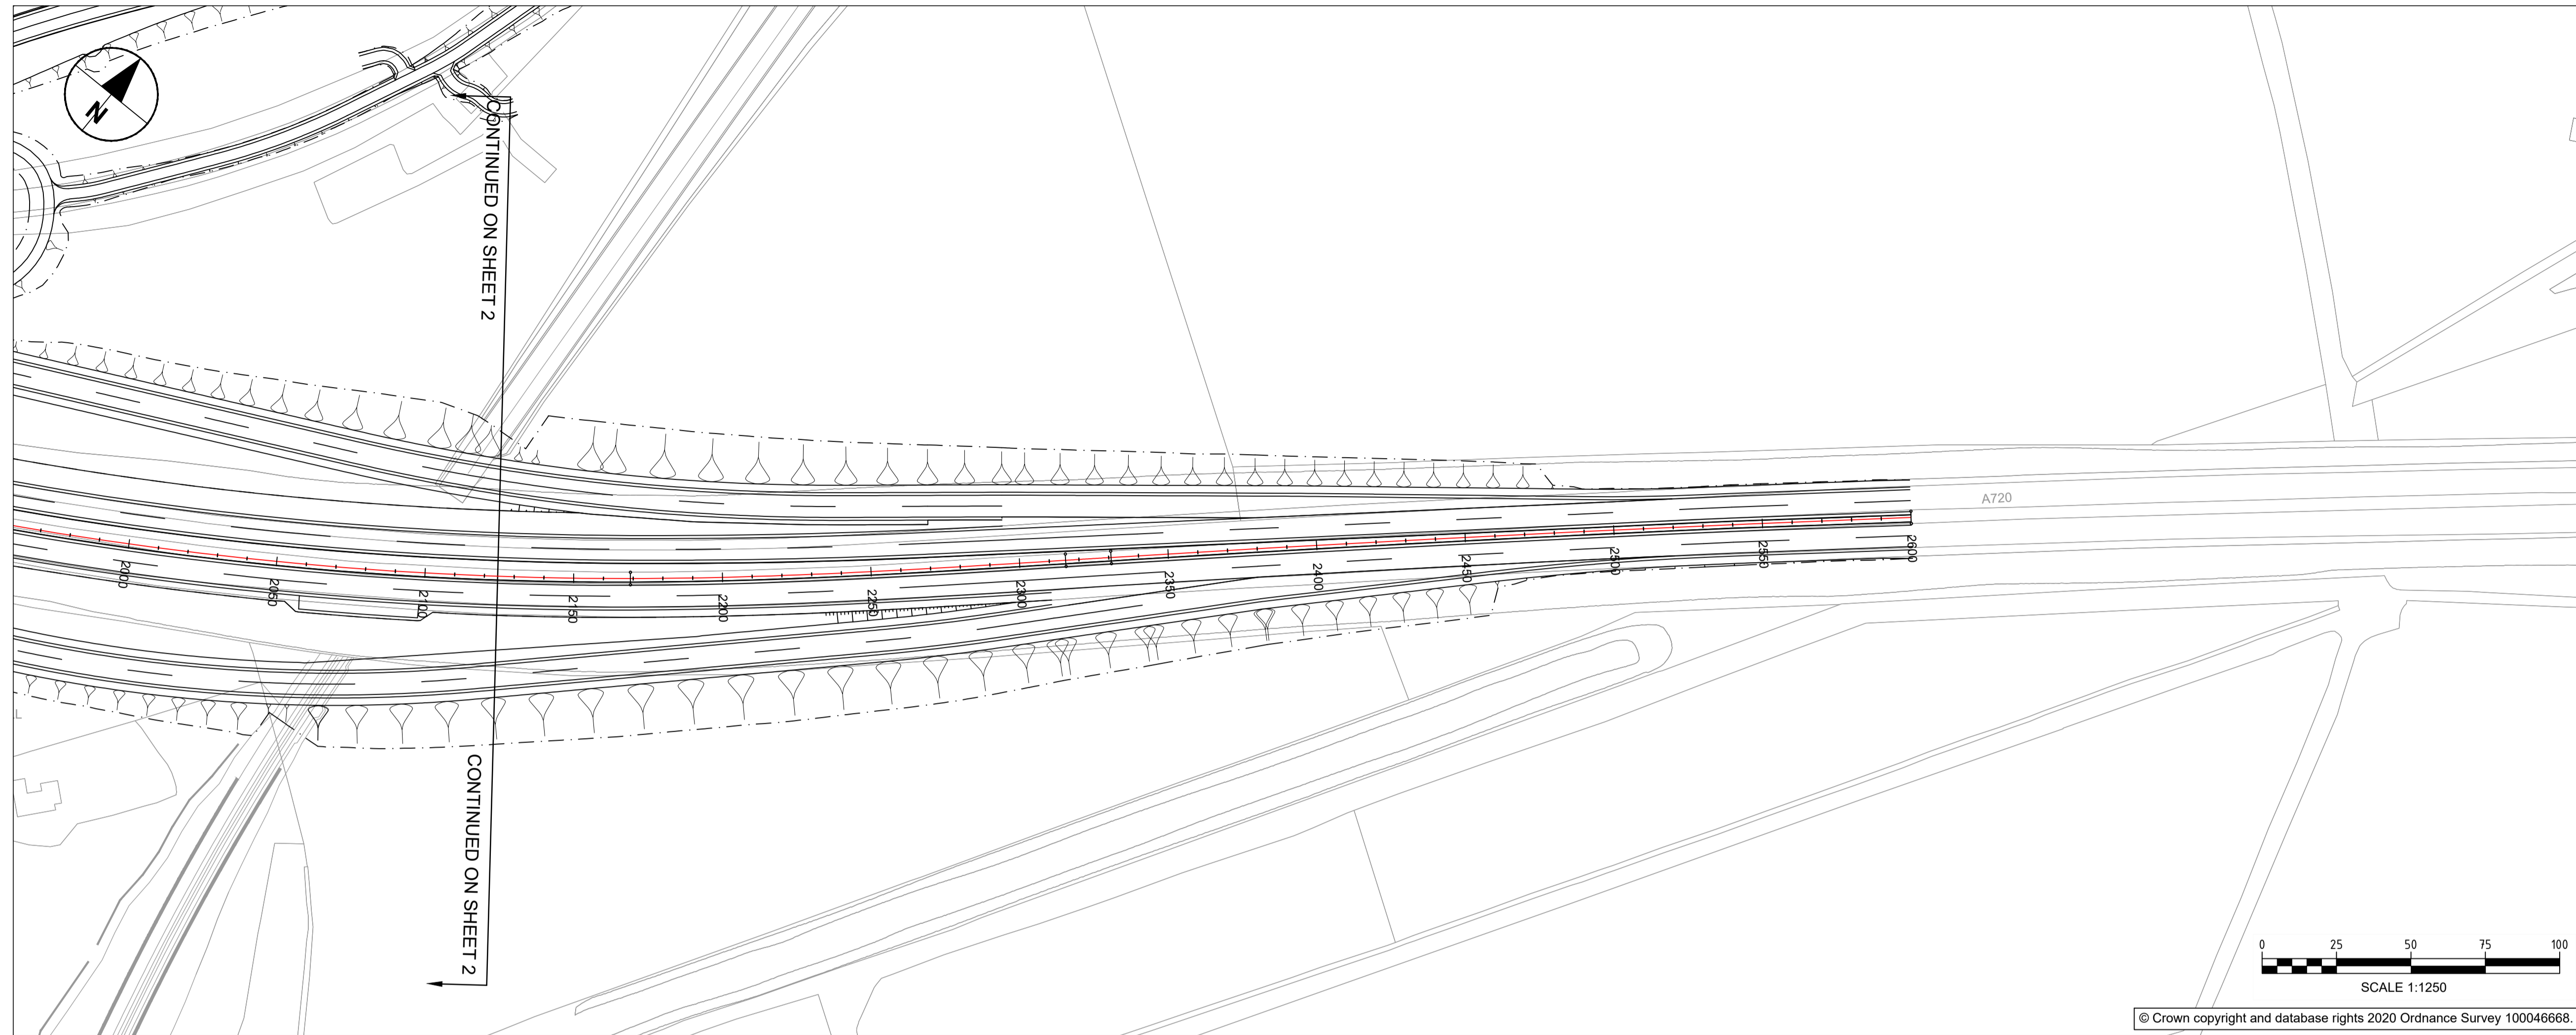 N
CONTINUED ON SHEET 2
A720
2000
2050
2100
2150
2200
2250
2300
2350
2400
2450
2500
2550
2600
L
CONTINUED ON SHEET 2
0 25 50 75 100
SCALE 1:1250
© Crown copyright and database rights 2020 Ordnance Survey 100046668.